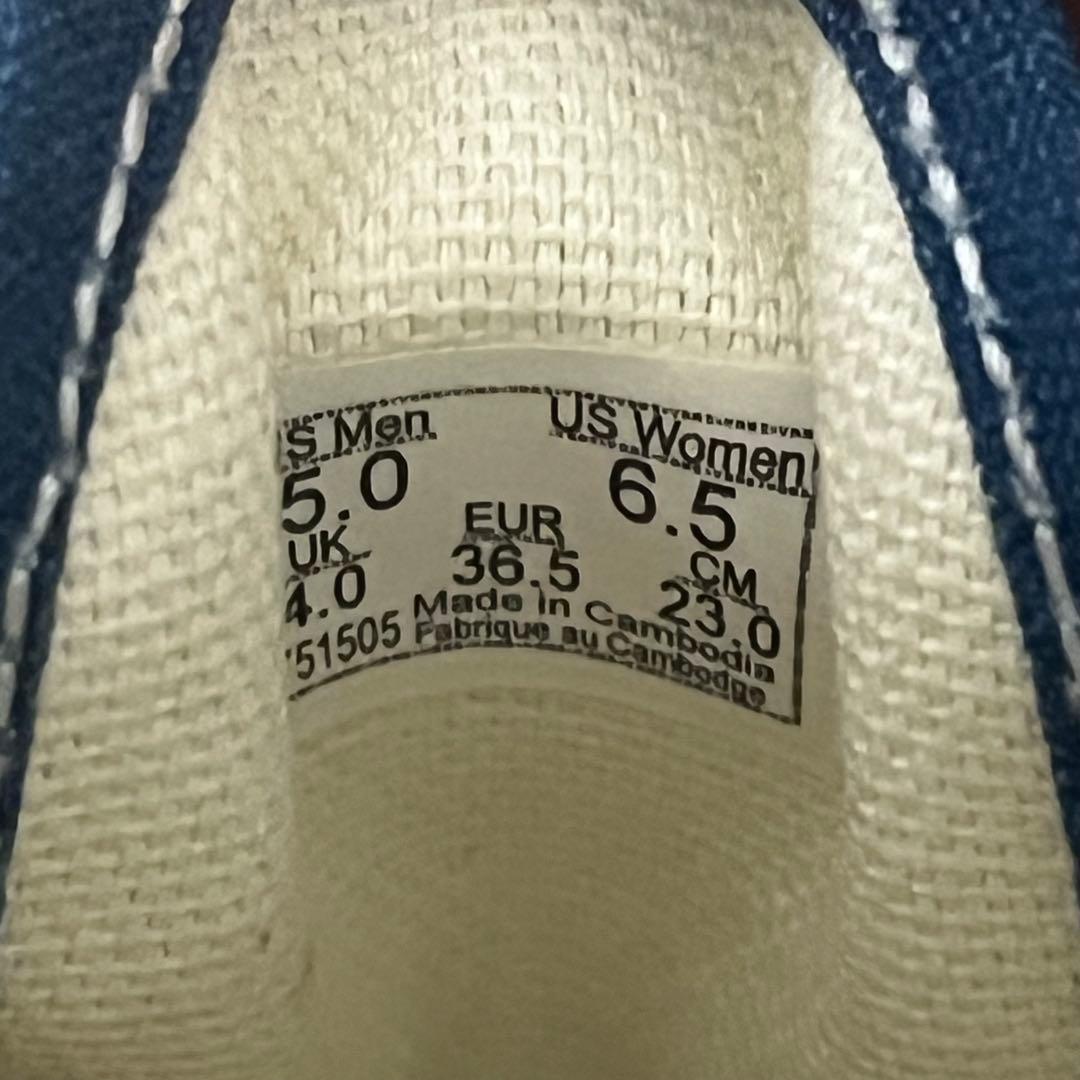 S Men US Women
5.0 6.5
UK EUR CM
4.0 36.5 23.0
Made in Cambodia
51505 Fabrique au Cambodge